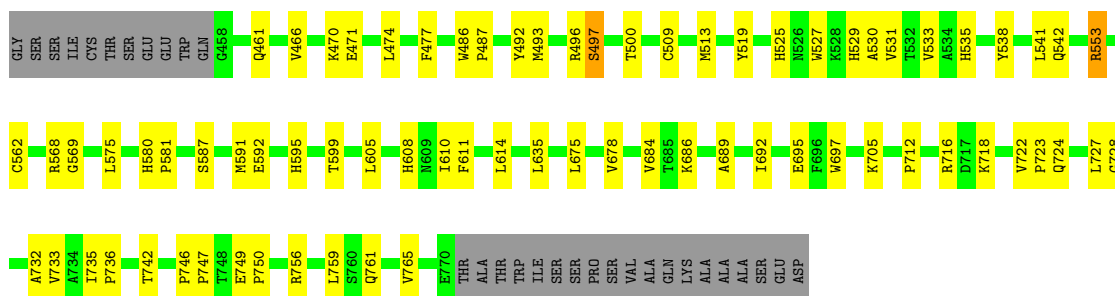 GLY SER SER ILE CYS THR SER GLU GLU TRP GLN G458 Q461 V466 K470 E471 L474 F477 W486 P487 Y492 M493 R496 S497 T500 C509 M513 Y519 H525 N526 W527 K528 H529 A530 V531 T532 V533 A534 H535 Y538 L541 Q542 R553
C562 R568 G569 L575 H580 P581 S587 M591 E592 H595 T599 L605 H608 N609 I610 F611 L614 L635 L675 V678 V684 T685 K686 A689 I692 E695 F696 W697 K705 P712 R716 D717 K718 V722 P723 Q724 L727 G728
A732 V733 A734 I735 P736 T742 P746 P747 T748 E749 P750 R756 L759 S760 Q761 V765 E770 THR ALA THR TRP ILE SER SER PRO SER VAL ALA GLN LYS ALA ALA ALA SER GLU ASP